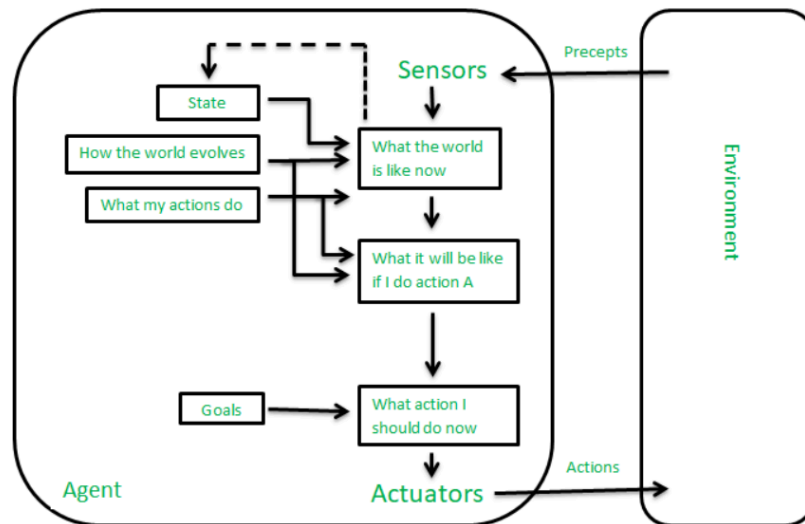 Precepts
Sensors
State
How the world evolves
What the world
is like now
What my actions do
Environment
What it will be like
if I do action A
Goals
What action I
should do now
Agent
Actuators
Actions